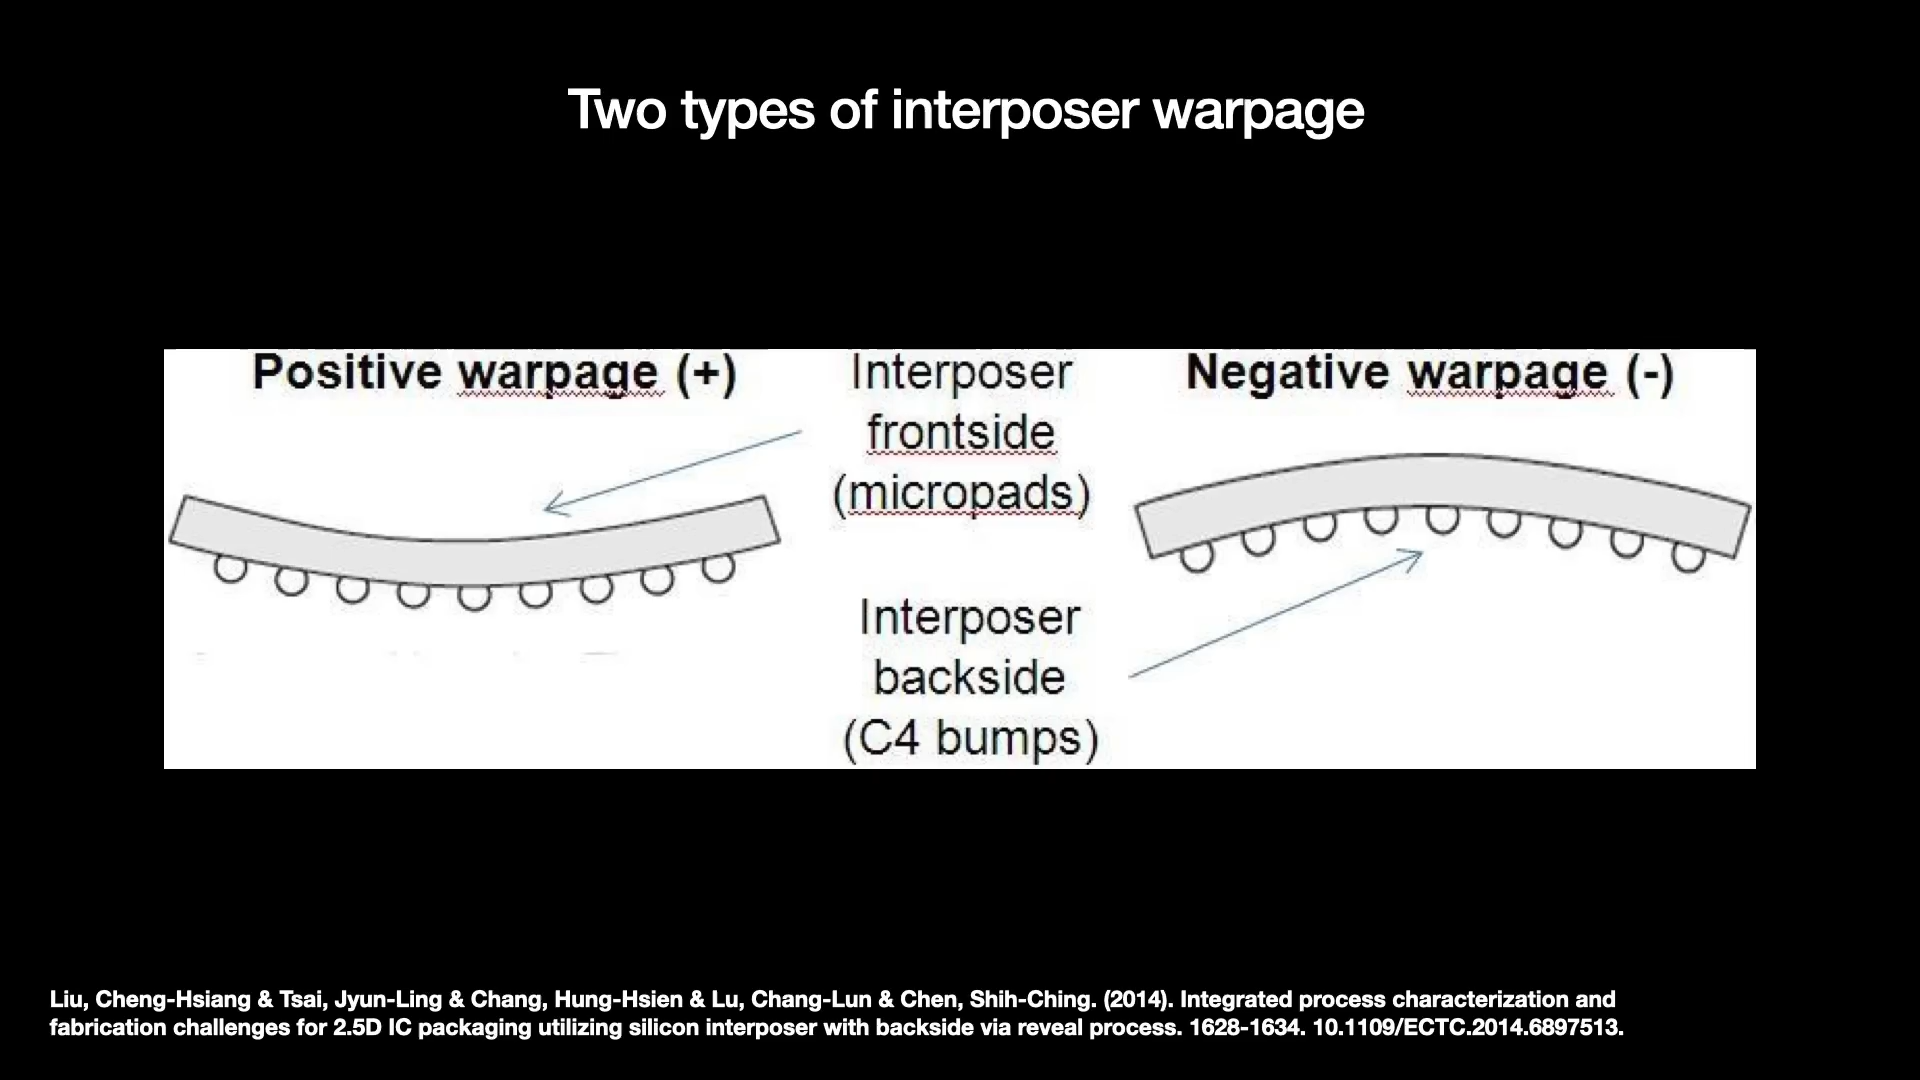 Two types of interposer warpage
Positive warpage (+)
Interposer
frontside
(micropads)
Negative warpage (-)
Interposer
backside
(C4 bumps)
Liu, Cheng-Hsiang & Tsai, Jyun-Ling & Chang, Hung-Hsien & Lu, Chang-Lun & Chen, Shih-Ching. (2014). Integrated process characterization and
fabrication challenges for 2.5D IC packaging utilizing silicon interposer with backside via reveal process. 1628-1634. 10.1109/ECTC.2014.6897513.